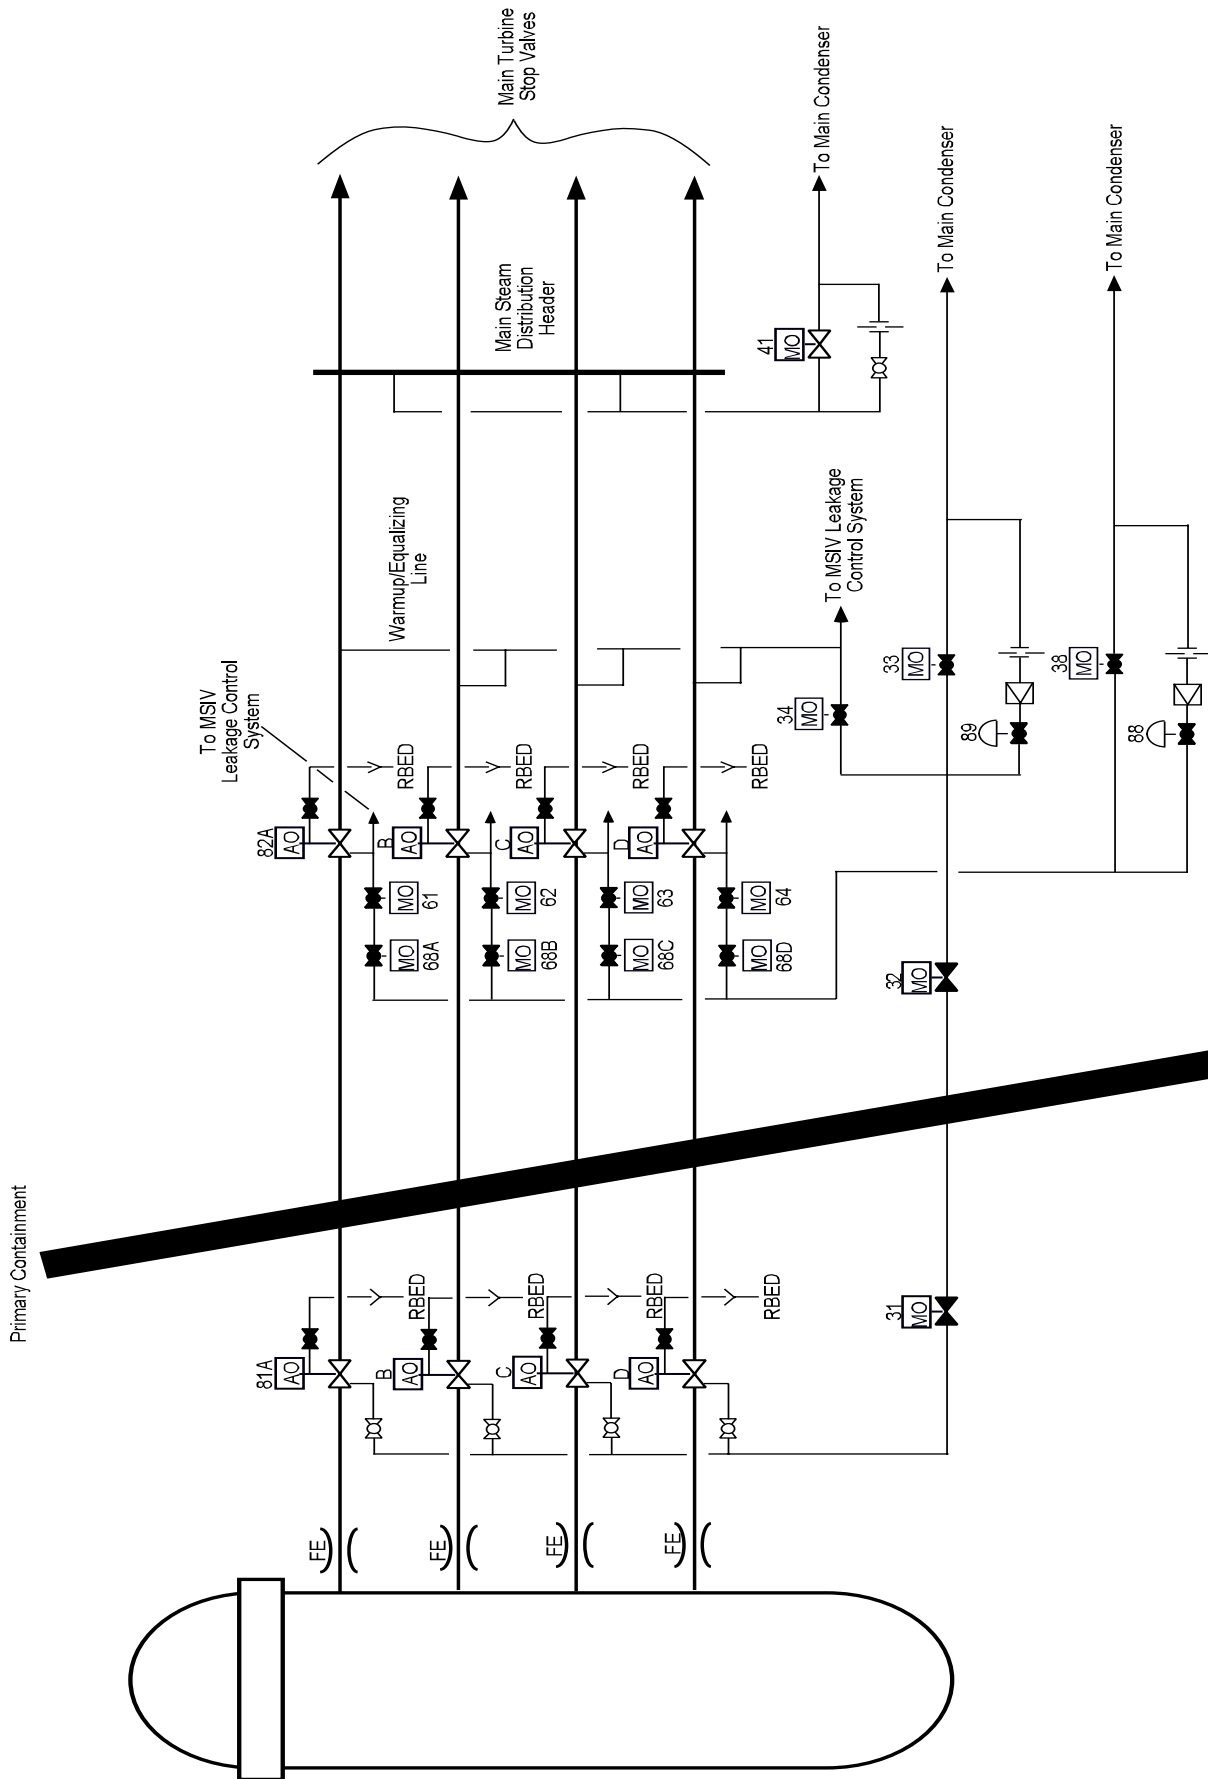 Primary Containment
Main Turbine
Stop Valves
To Main Condenser
To Main Condenser
To Main Condenser
Main Steam
Distribution
Header
41
MO
Warmup/Equalizing
Line
To MSIV
Leakage Control
System
To MSIV Leakage
Control System
34
MO
33
MO
38
MO
89
88
82A
AO
RBED
B
AO
RBED
C
AO
RBED
D
AO
RBED
MO
61
MO
62
MO
63
MO
64
MO
68A
MO
68B
MO
68C
MO
68D
32
MO
31
MO
81A
AO
RBED
B
AO
RBED
C
AO
RBED
D
AO
RBED
FE
FE
FE
FE